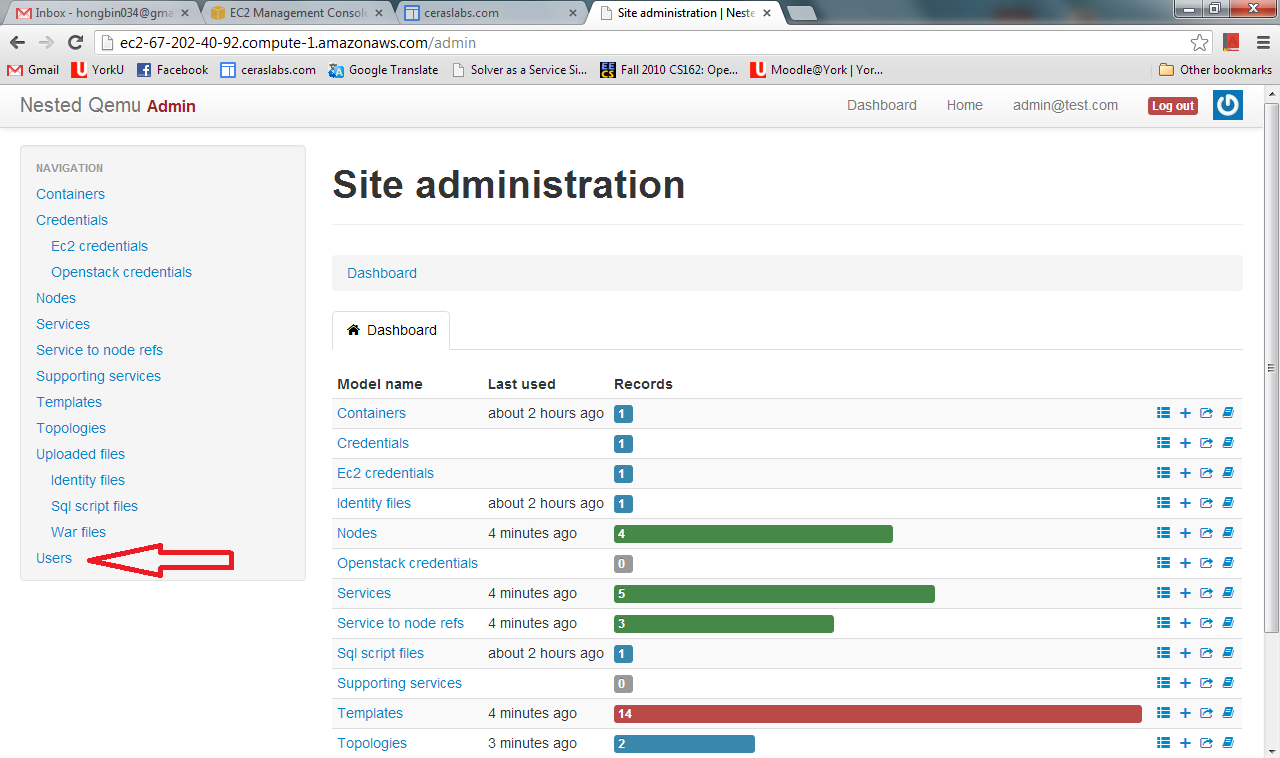 Inbox - hongbin034@gma
EC2 Management Consol
ceraslabs.com
Site administration | Neste
ec2-67-202-40-92.compute-1.amazonaws.com/admin
Gmail
YorkU
Facebook
ceraslabs.com
Google Translate
Solver as a Service Si...
Fall 2010 CS162: Ope...
Moodle@York | Yor...
Other bookmarks
Nested Qemu Admin
Dashboard
Home
admin@test.com
Log out
NAVIGATION
Containers
Credentials
Ec2 credentials
Openstack credentials
Nodes
Services
Service to node refs
Supporting services
Templates
Topologies
Uploaded files
Identity files
Sql script files
War files
Users
Site administration
Dashboard
Dashboard
Model name Last used Records
Containers about 2 hours ago 1
Credentials 1
Ec2 credentials 1
Identity files about 2 hours ago 1
Nodes 4 minutes ago 4
Openstack credentials 0
Services 4 minutes ago 5
Service to node refs 4 minutes ago 3
Sql script files about 2 hours ago 1
Supporting services 0
Templates 4 minutes ago 14
Topologies 3 minutes ago 2